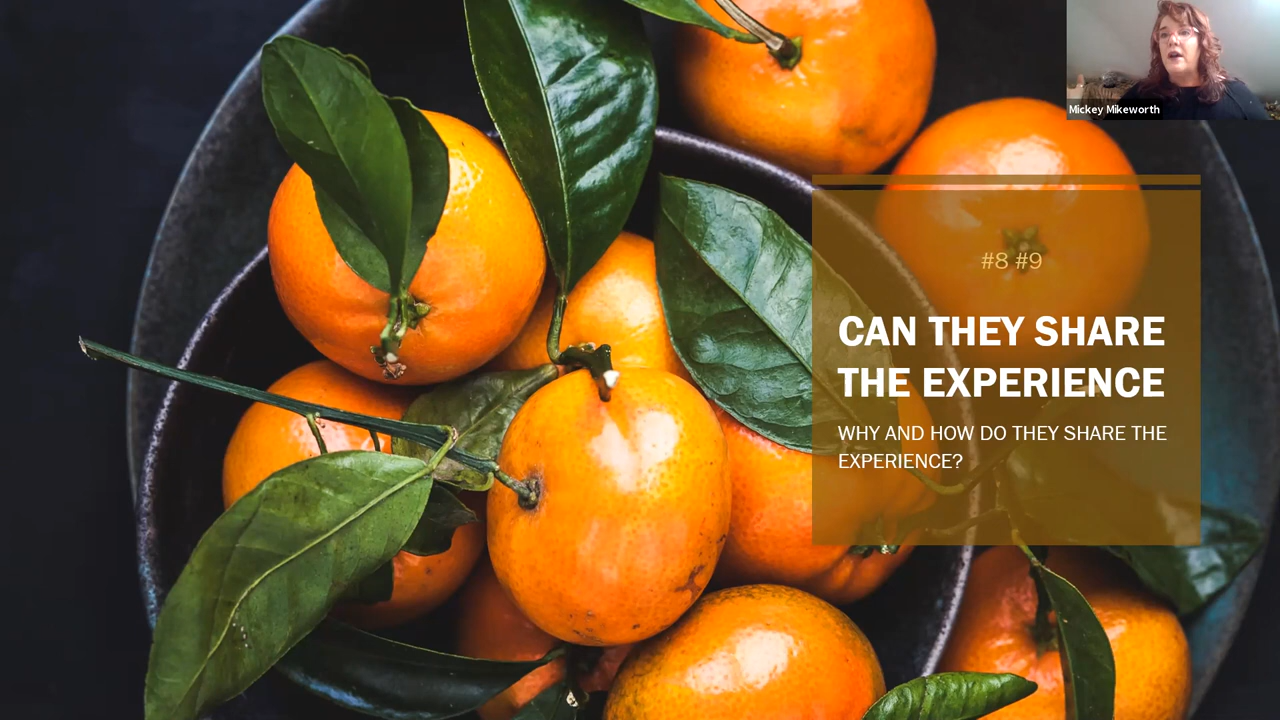 Mickey Mikeworth
#8 #9
CAN THEY SHARE
THE EXPERIENCE
WHY AND HOW DO THEY SHARE THE
EXPERIENCE?